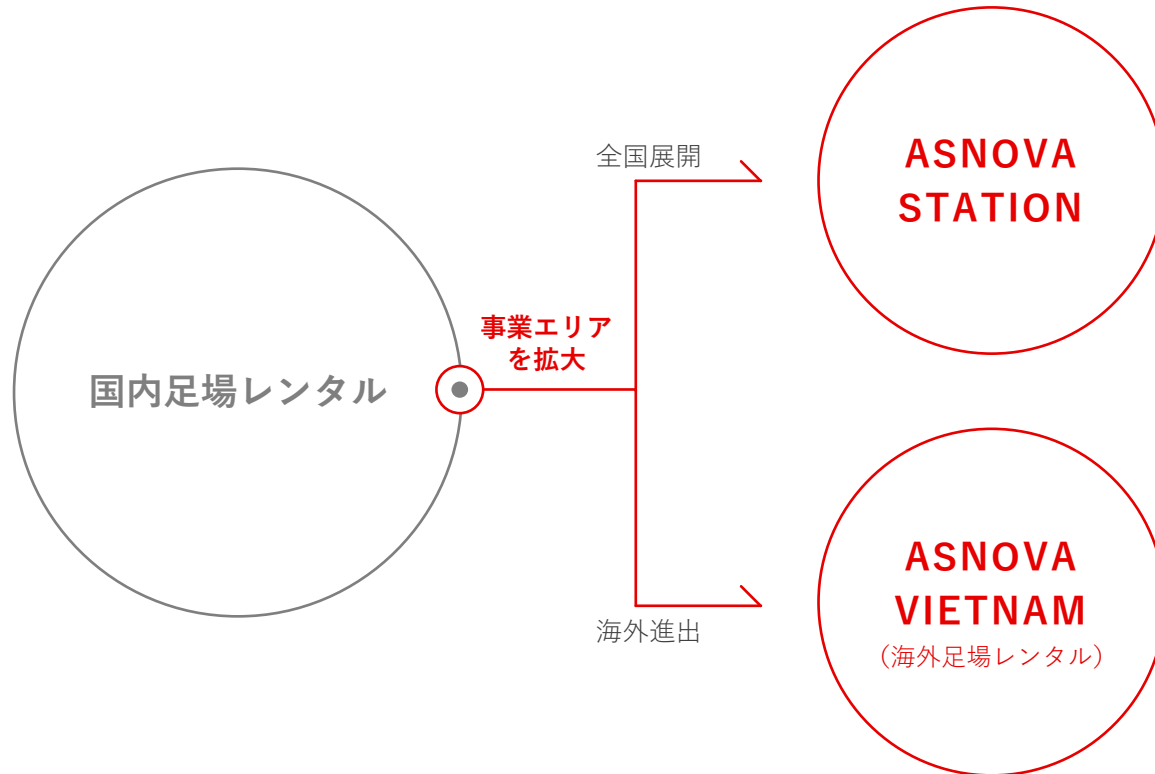 国内足場レンタル
事業エリア
を拡大
全国展開
ASNOVA
STATION
海外進出
ASNOVA
VIETNAM
（海外足場レンタル）